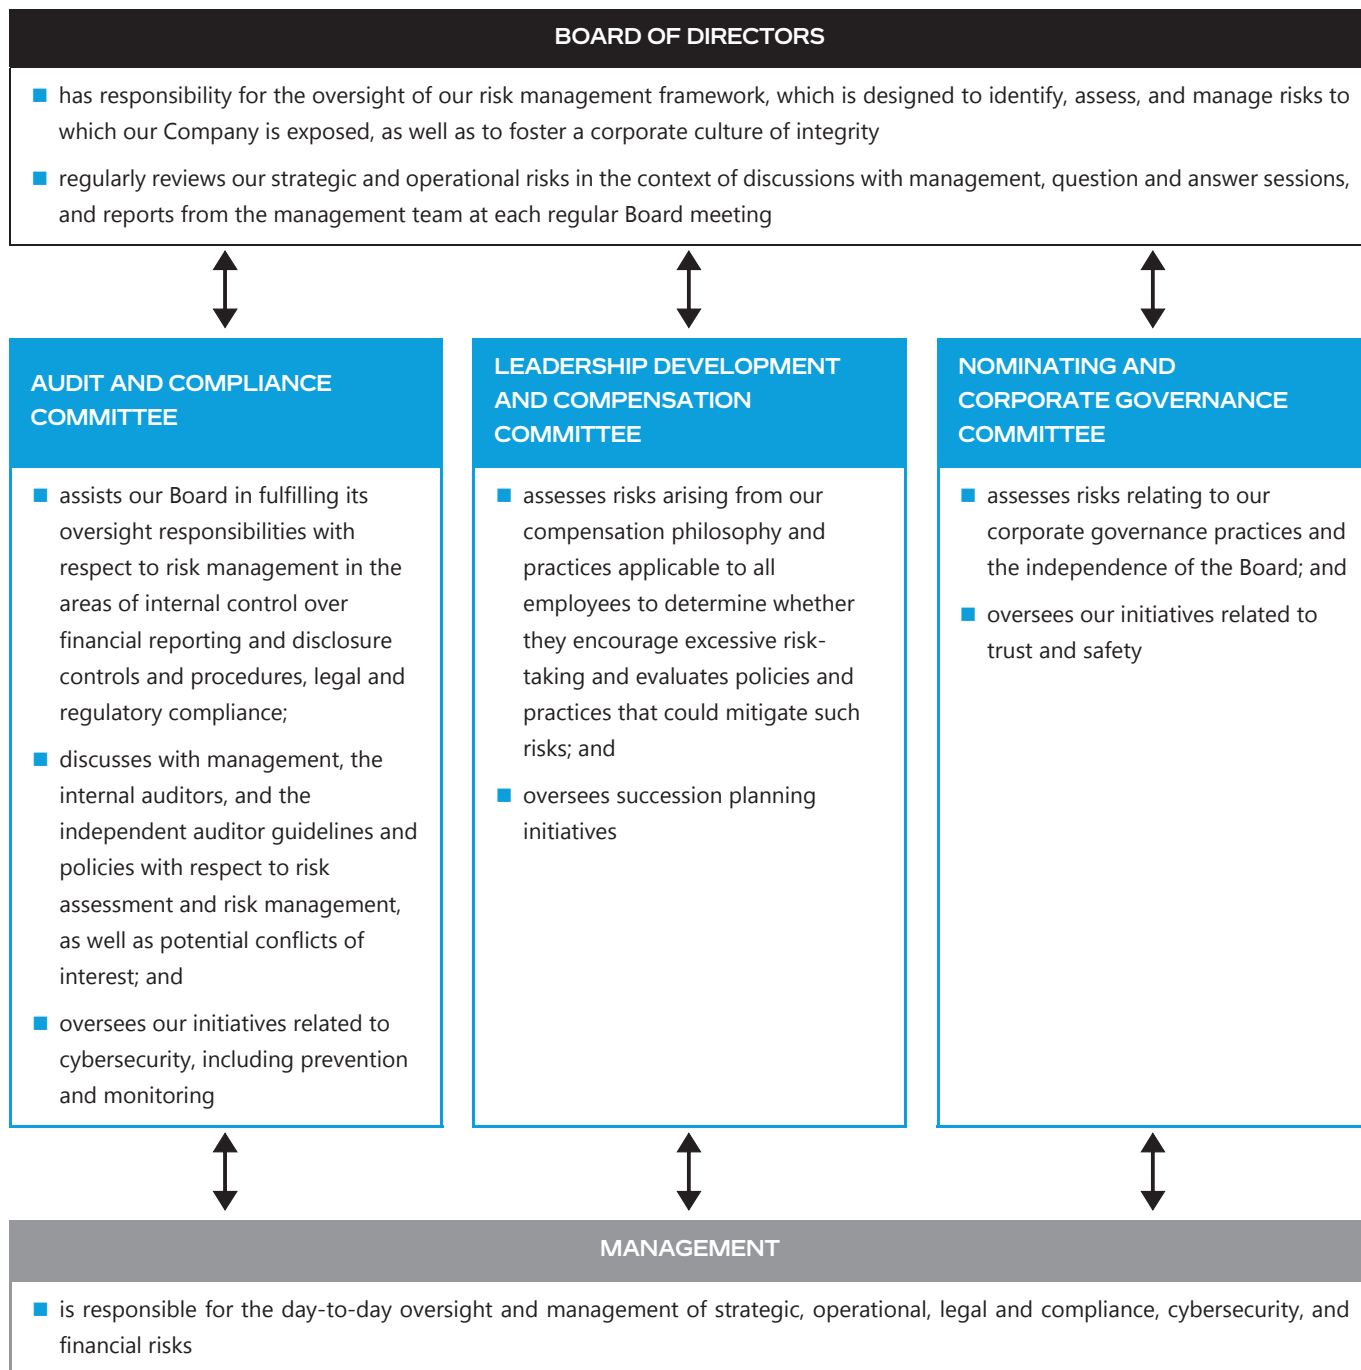 BOARD OF DIRECTORS
■ has responsibility for the oversight of our risk management framework, which is designed to identify, assess, and manage risks to
which our Company is exposed, as well as to foster a corporate culture of integrity
■ regularly reviews our strategic and operational risks in the context of discussions with management, question and answer sessions,
and reports from the management team at each regular Board meeting
AUDIT AND COMPLIANCE
COMMITTEE
■ assists our Board in fulfilling its
oversight responsibilities with
respect to risk management in the
areas of internal control over
financial reporting and disclosure
controls and procedures, legal and
regulatory compliance;
■ discusses with management, the
internal auditors, and the
independent auditor guidelines and
policies with respect to risk
assessment and risk management,
as well as potential conflicts of
interest; and
■ oversees our initiatives related to
cybersecurity, including prevention
and monitoring
LEADERSHIP DEVELOPMENT
AND COMPENSATION
COMMITTEE
■ assesses risks arising from our
compensation philosophy and
practices applicable to all
employees to determine whether
they encourage excessive risk-
taking and evaluates policies and
practices that could mitigate such
risks; and
■ oversees succession planning
initiatives
NOMINATING AND
CORPORATE GOVERNANCE
COMMITTEE
■ assesses risks relating to our
corporate governance practices and
the independence of the Board; and
■ oversees our initiatives related to
trust and safety
MANAGEMENT
■ is responsible for the day-to-day oversight and management of strategic, operational, legal and compliance, cybersecurity, and
financial risks